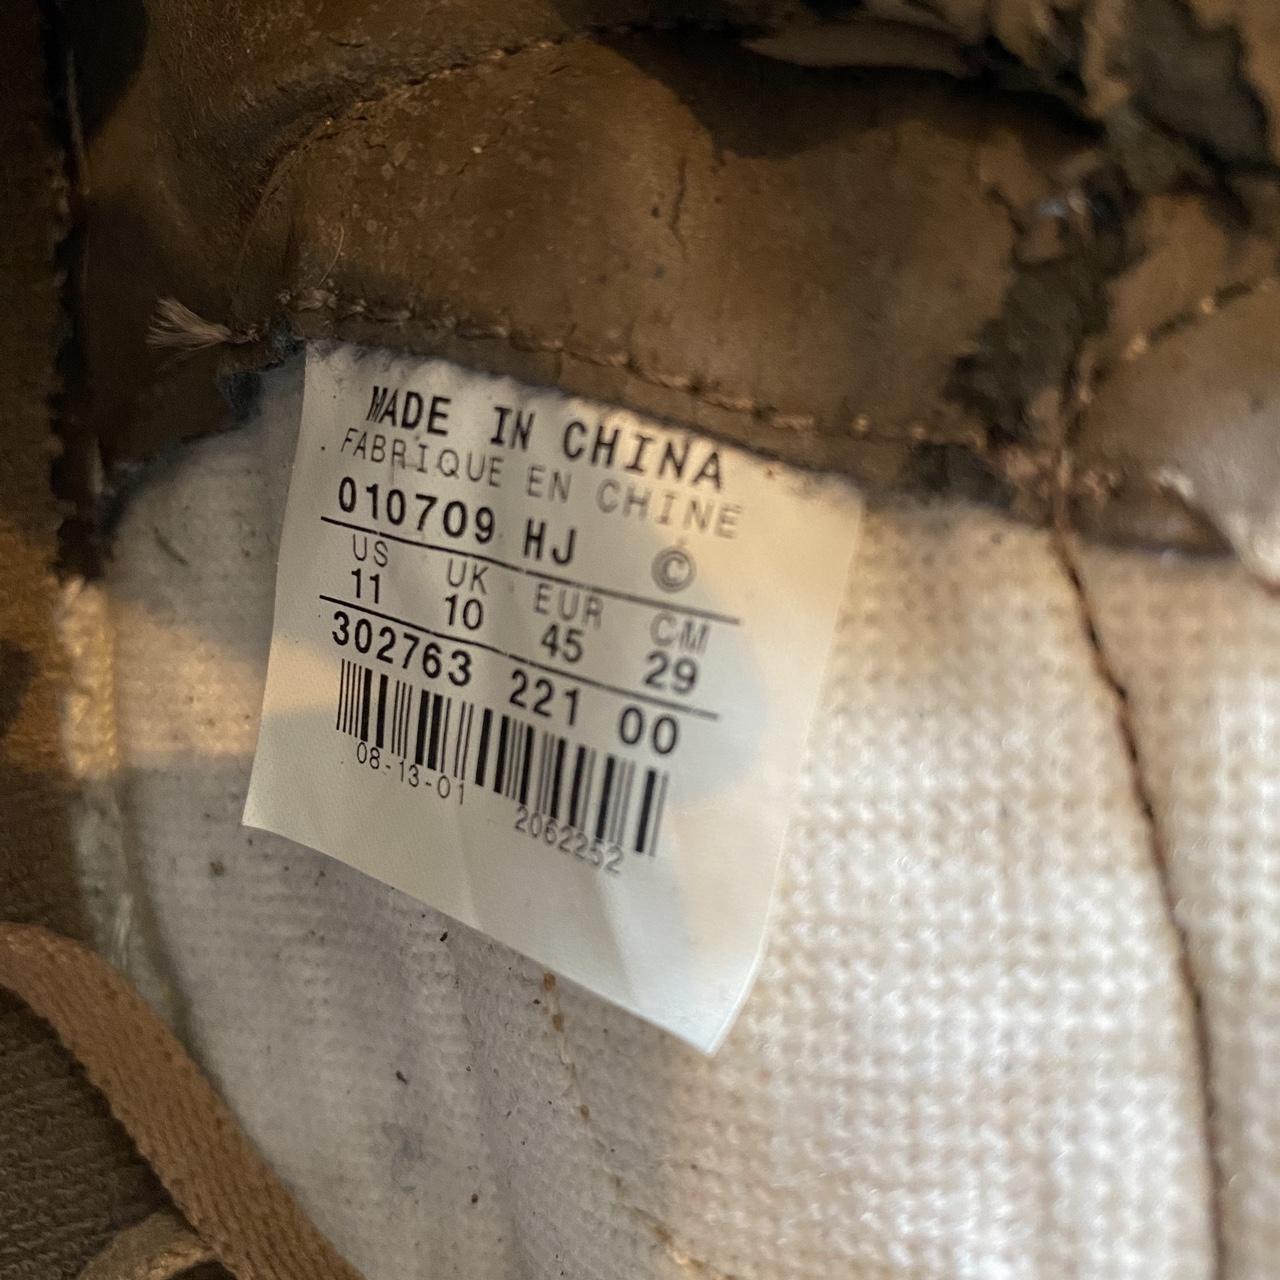 MADE IN CHINA
FABRIQUE EN CHINE
010709 HJ ©
US UK EUR CM
11 10 45 29
302763 221 00
08-13-01 2062252